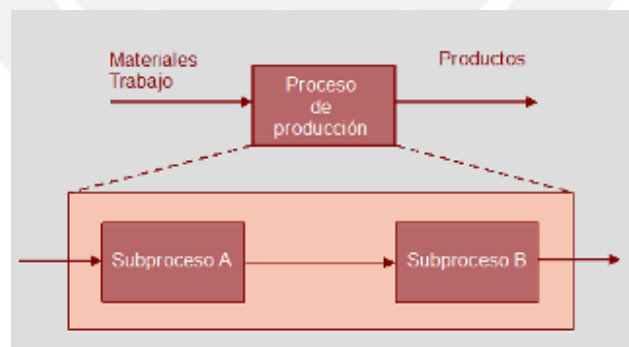 Materiales
Trabajo
Productos
Proceso
de
producción
Subproceso A
Subproceso B